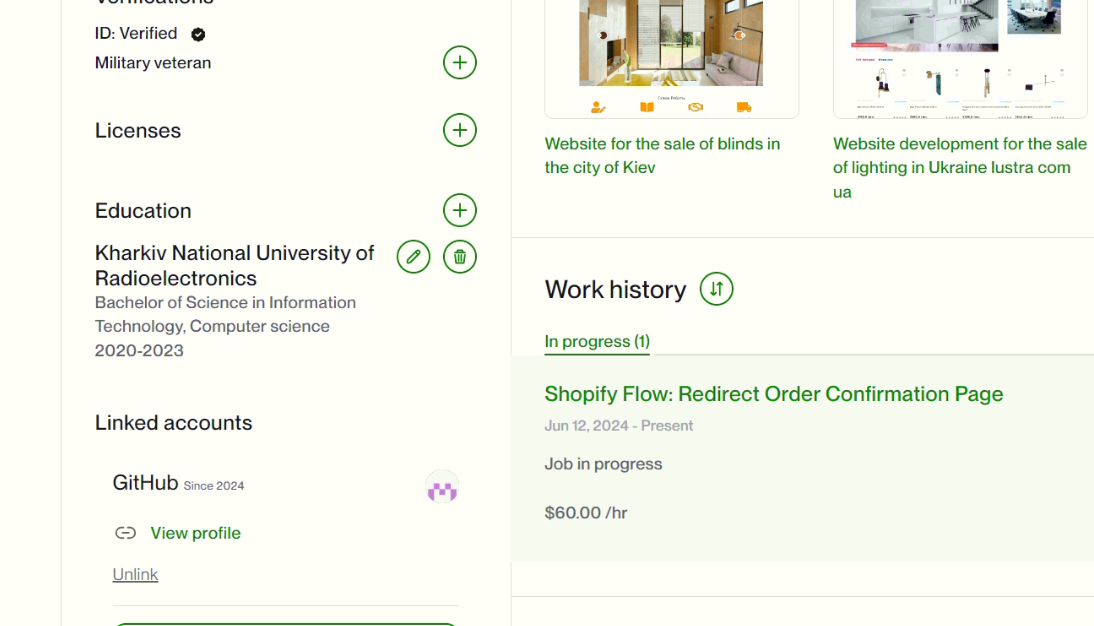 Verifications
ID: Verified
Military veteran
Licenses
Education
Kharkiv National University of
Radioelectronics
Bachelor of Science in Information
Technology, Computer science
2020-2023
Linked accounts
GitHub Since 2024
View profile
Unlink
Website for the sale of blinds in
the city of Kiev
Website development for the sale
of lighting in Ukraine lustra com
ua
Work history
In progress (1)
Shopify Flow: Redirect Order Confirmation Page
Jun 12, 2024 - Present
Job in progress
$60.00 /hr